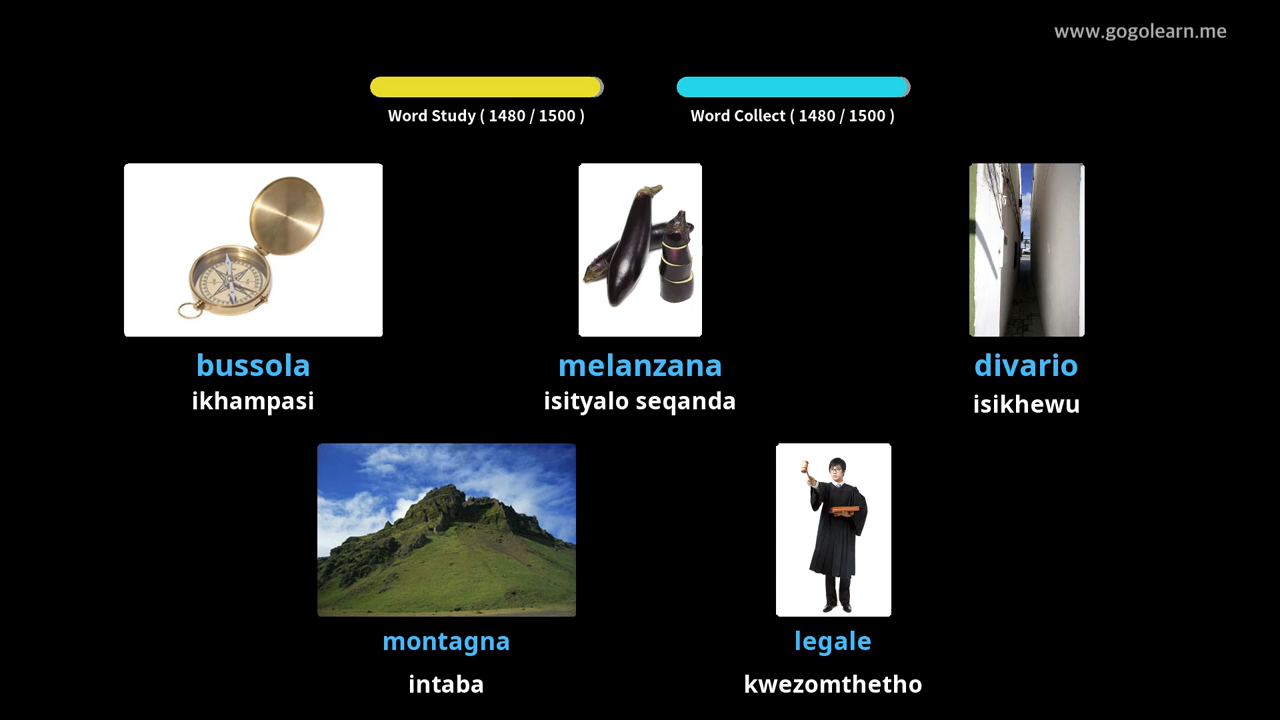 www.gogolearn.me
Word Study ( 1480 / 1500 )
Word Collect ( 1480 / 1500 )
bussola
ikhampasi
melanzana
isityalo seqanda
divario
isikhewu
montagna
intaba
legale
kwezomthetho